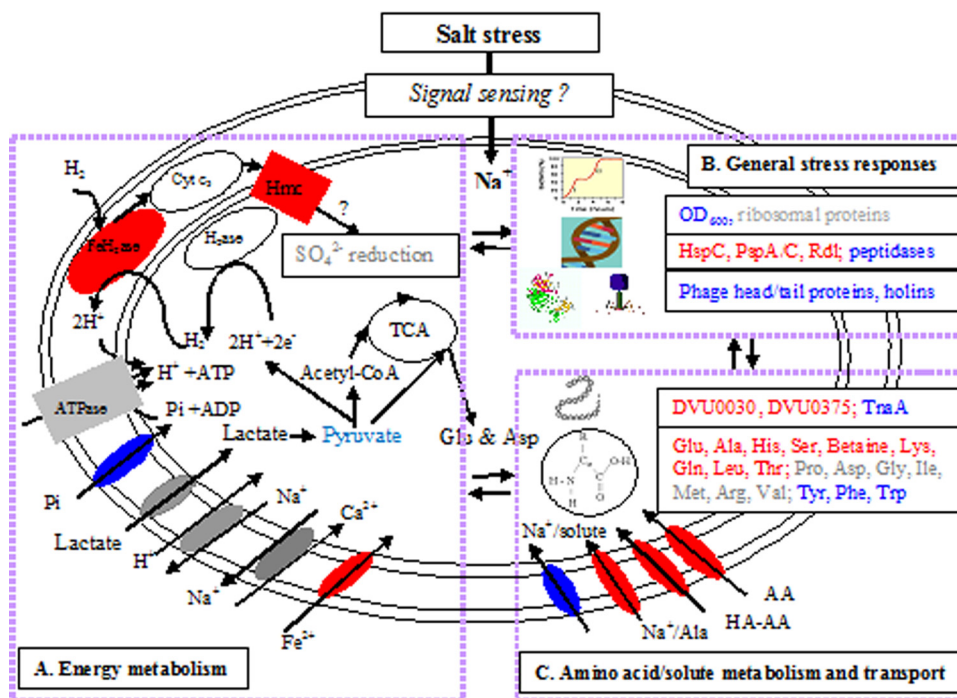 Salt stress
Signal sensing ?
B. General stress responses
H₂
Cyt c₃
Hmc
Na⁺
OD₆₀₀, ribosomal proteins
?
FeH₂ase
H₂ase
SO₄²⁻ reduction
HspC, PspA/C, Rdl; peptidases
Phage head/tail proteins, holins
2H⁺
H₂
2H⁺+2e⁻
TCA
H⁺ +ATP
Acetyl-CoA
ATPase
Pi +ADP
Lactate
Pyruvate
Glu & Asp
DVU0030, DVU0375; TnaA
Glu, Ala, His, Ser, Betaine, Lys,
Gln, Leu, Thr; Pro, Asp, Gly, Ile,
Met, Arg, Val; Tyr, Phe, Trp
R
O-H
H-N
C
H
O
Pi
Na⁺
Ca²⁺
Na⁺/solute
Lactate
H⁺
Na⁺
Fe²⁺
AA
HA-AA
Na⁺/Ala
A. Energy metabolism
C. Amino acid/solute metabolism and transport